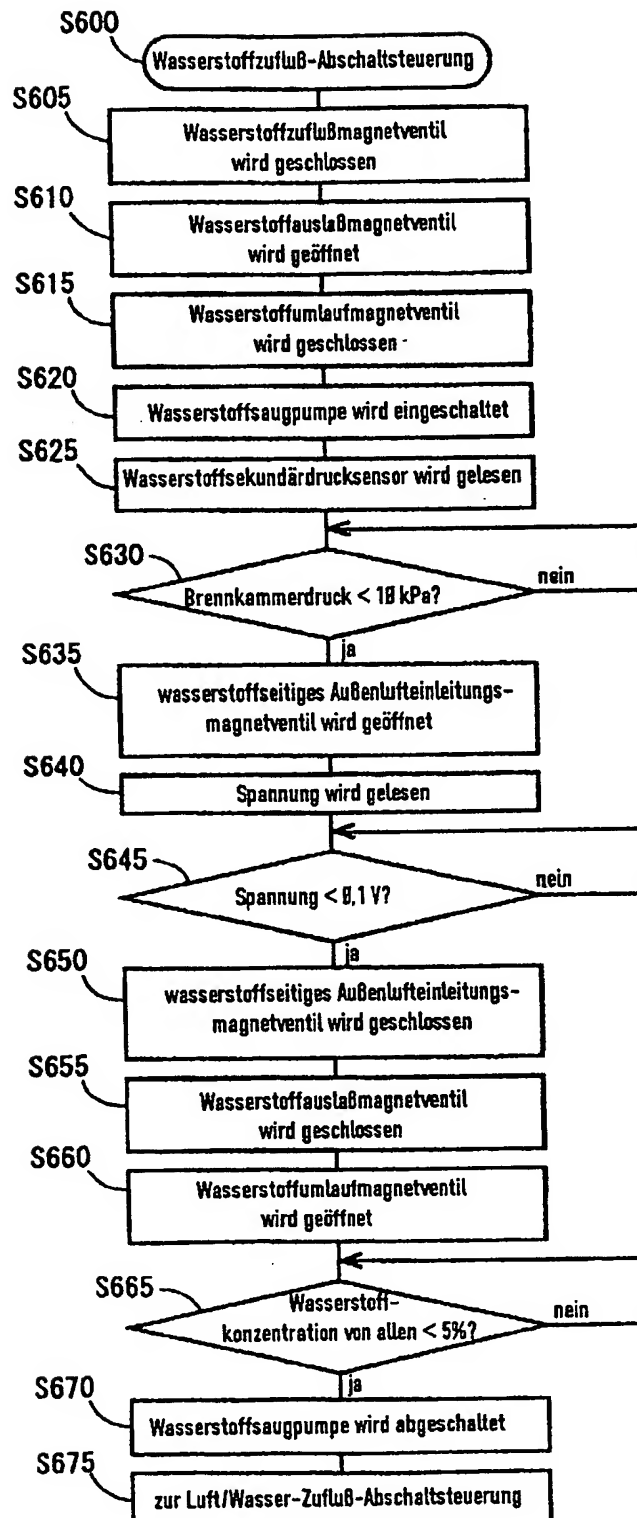 S600
Wasserstoffzufluß-Abschaltsteuerung
S605
Wasserstoffzuflußmagnetventil
wird geschlossen
S610
Wasserstoffauslaßmagnetventil
wird geöffnet
S615
Wasserstoffumlaufmagnetventil
wird geschlossen
S620
Wasserstoffsaugpumpe wird eingeschaltet
S625
Wasserstoffsekundärdrucksensor wird gelesen
S630
Brennkammerdruck < 10 kPa?
nein
ja
S635
wasserstoffseitiges Außenlufteinleitungs-
magnetventil wird geöffnet
S640
Spannung wird gelesen
S645
Spannung < 0,1 V?
nein
ja
S650
wasserstoffseitiges Außenlufteinleitungs-
magnetventil wird geschlossen
S655
Wasserstoffauslaßmagnetventil
wird geschlossen
S660
Wasserstoffumlaufmagnetventil
wird geöffnet
S665
Wasserstoff-
konzentration von allen < 5%?
nein
ja
S670
Wasserstoffsaugpumpe wird abgeschaltet
S675
zur Luft/Wasser-Zufluß-Abschaltsteuerung